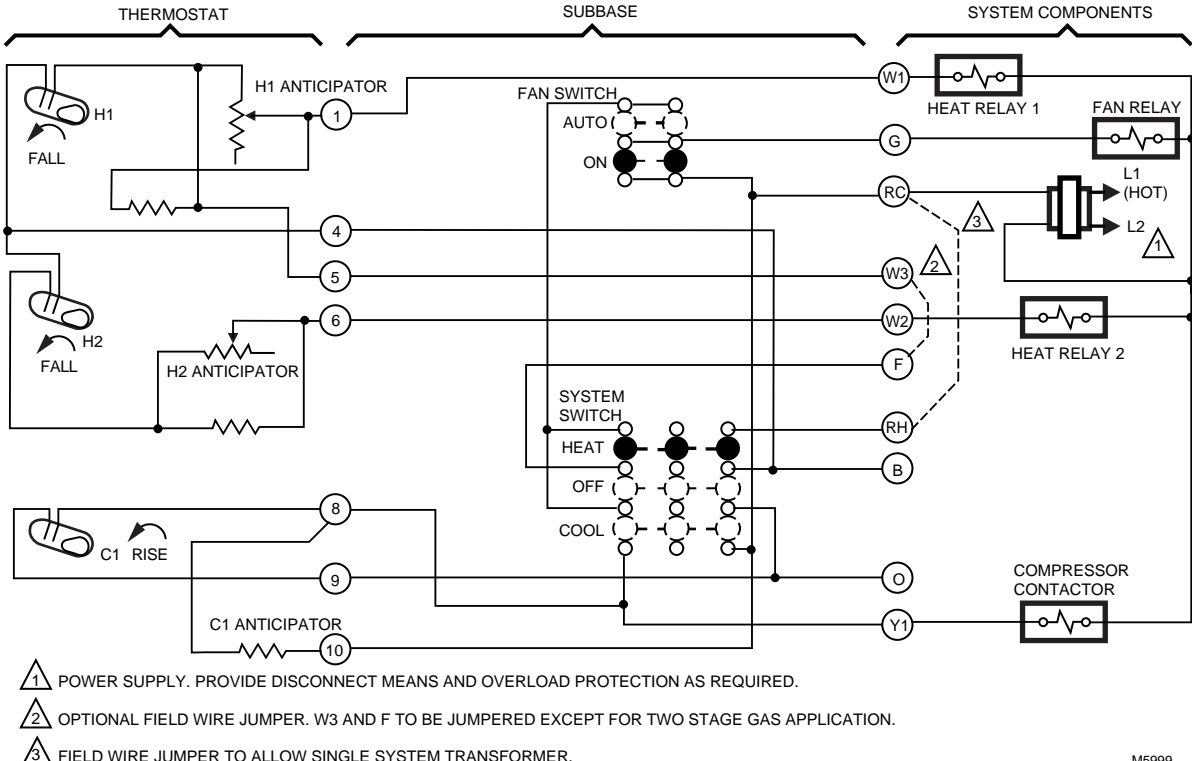 THERMOSTAT
SUBBASE
SYSTEM COMPONENTS
H1
FALL
H1 ANTICIPATOR
1
FAN SWITCH
AUTO
ON
W1
HEAT RELAY 1
FAN RELAY
G
L1
(HOT)
RC
3
L2
1
4
5
W3
2
H2
FALL
6
H2 ANTICIPATOR
W2
HEAT RELAY 2
F
SYSTEM
SWITCH
HEAT
RH
OFF
B
COOL
8
C1 RISE
9
O
COMPRESSOR
CONTACTOR
C1 ANTICIPATOR
10
Y1
1 POWER SUPPLY. PROVIDE DISCONNECT MEANS AND OVERLOAD PROTECTION AS REQUIRED.
2 OPTIONAL FIELD WIRE JUMPER. W3 AND F TO BE JUMPERED EXCEPT FOR TWO STAGE GAS APPLICATION.
3 FIELD WIRE JUMPER TO ALLOW SINGLE SYSTEM TRANSFORMER.
M5999